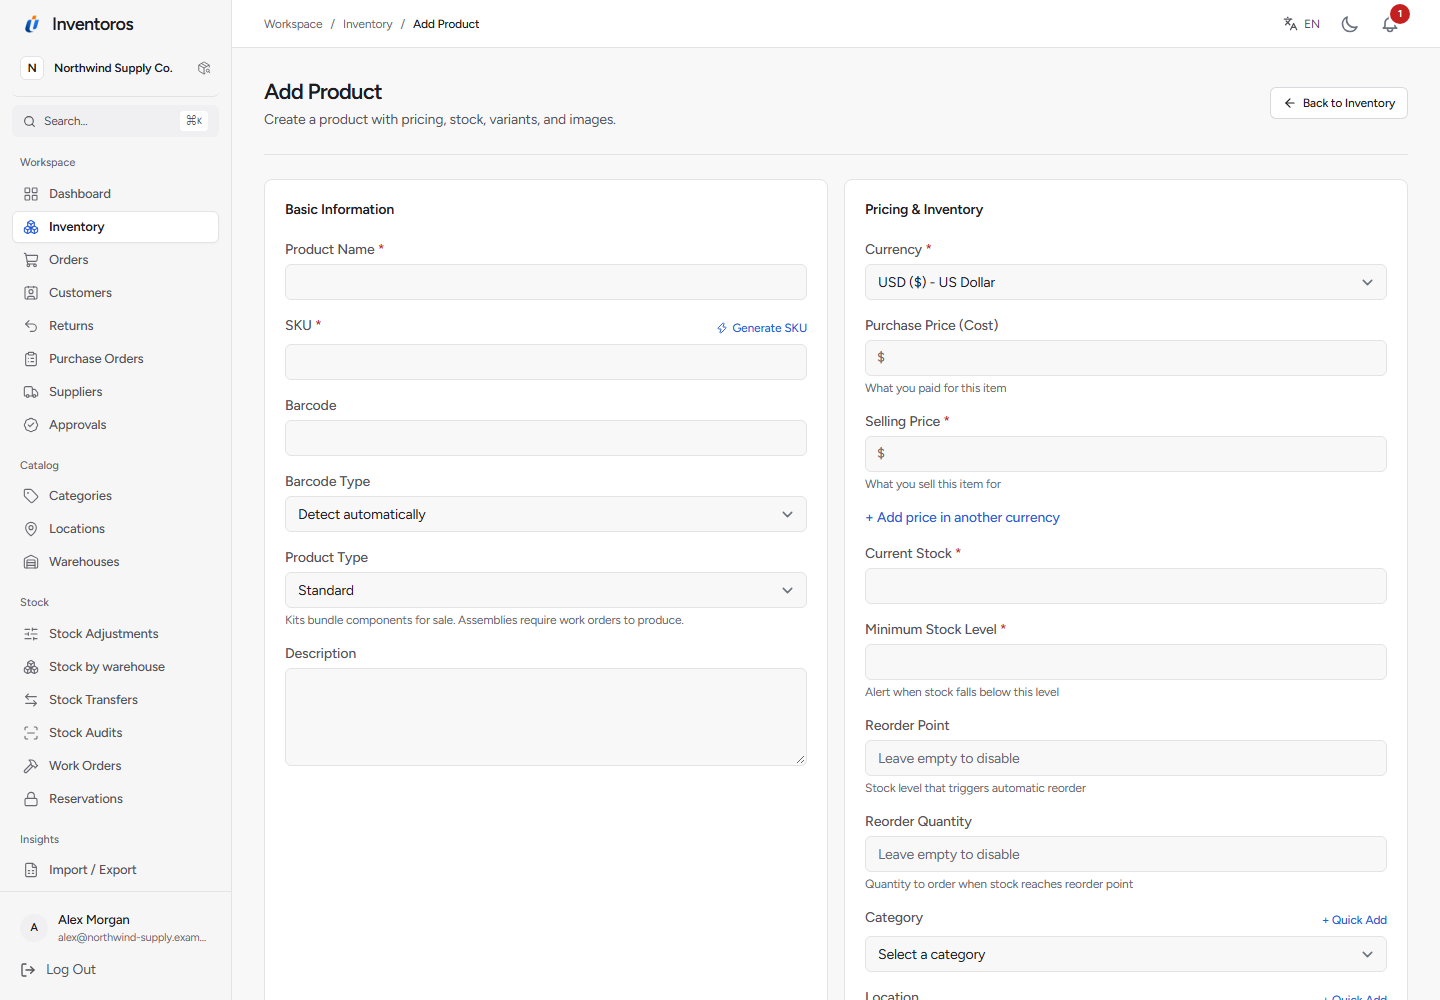 Inventoros
N Northwind Supply Co.
Search... ⌘K
Workspace
Dashboard
Inventory
Orders
Customers
Returns
Purchase Orders
Suppliers
Approvals
Catalog
Categories
Locations
Warehouses
Stock
Stock Adjustments
Stock by warehouse
Stock Transfers
Stock Audits
Work Orders
Reservations
Insights
Import / Export
A Alex Morgan
alex@northwind-supply.exam...
Log Out
Workspace / Inventory / Add Product
EN
1
Add Product
Create a product with pricing, stock, variants, and images.
Back to Inventory
Basic Information
Product Name *
SKU *
Generate SKU
Barcode
Barcode Type
Detect automatically
Product Type
Standard
Kits bundle components for sale. Assemblies require work orders to produce.
Description
Pricing & Inventory
Currency *
USD ($) - US Dollar
Purchase Price (Cost)
$
What you paid for this item
Selling Price *
$
What you sell this item for
+ Add price in another currency
Current Stock *
Minimum Stock Level *
Alert when stock falls below this level
Reorder Point
Leave empty to disable
Stock level that triggers automatic reorder
Reorder Quantity
Leave empty to disable
Quantity to order when stock reaches reorder point
Category
+ Quick Add
Select a category
Location
+ Quick Add